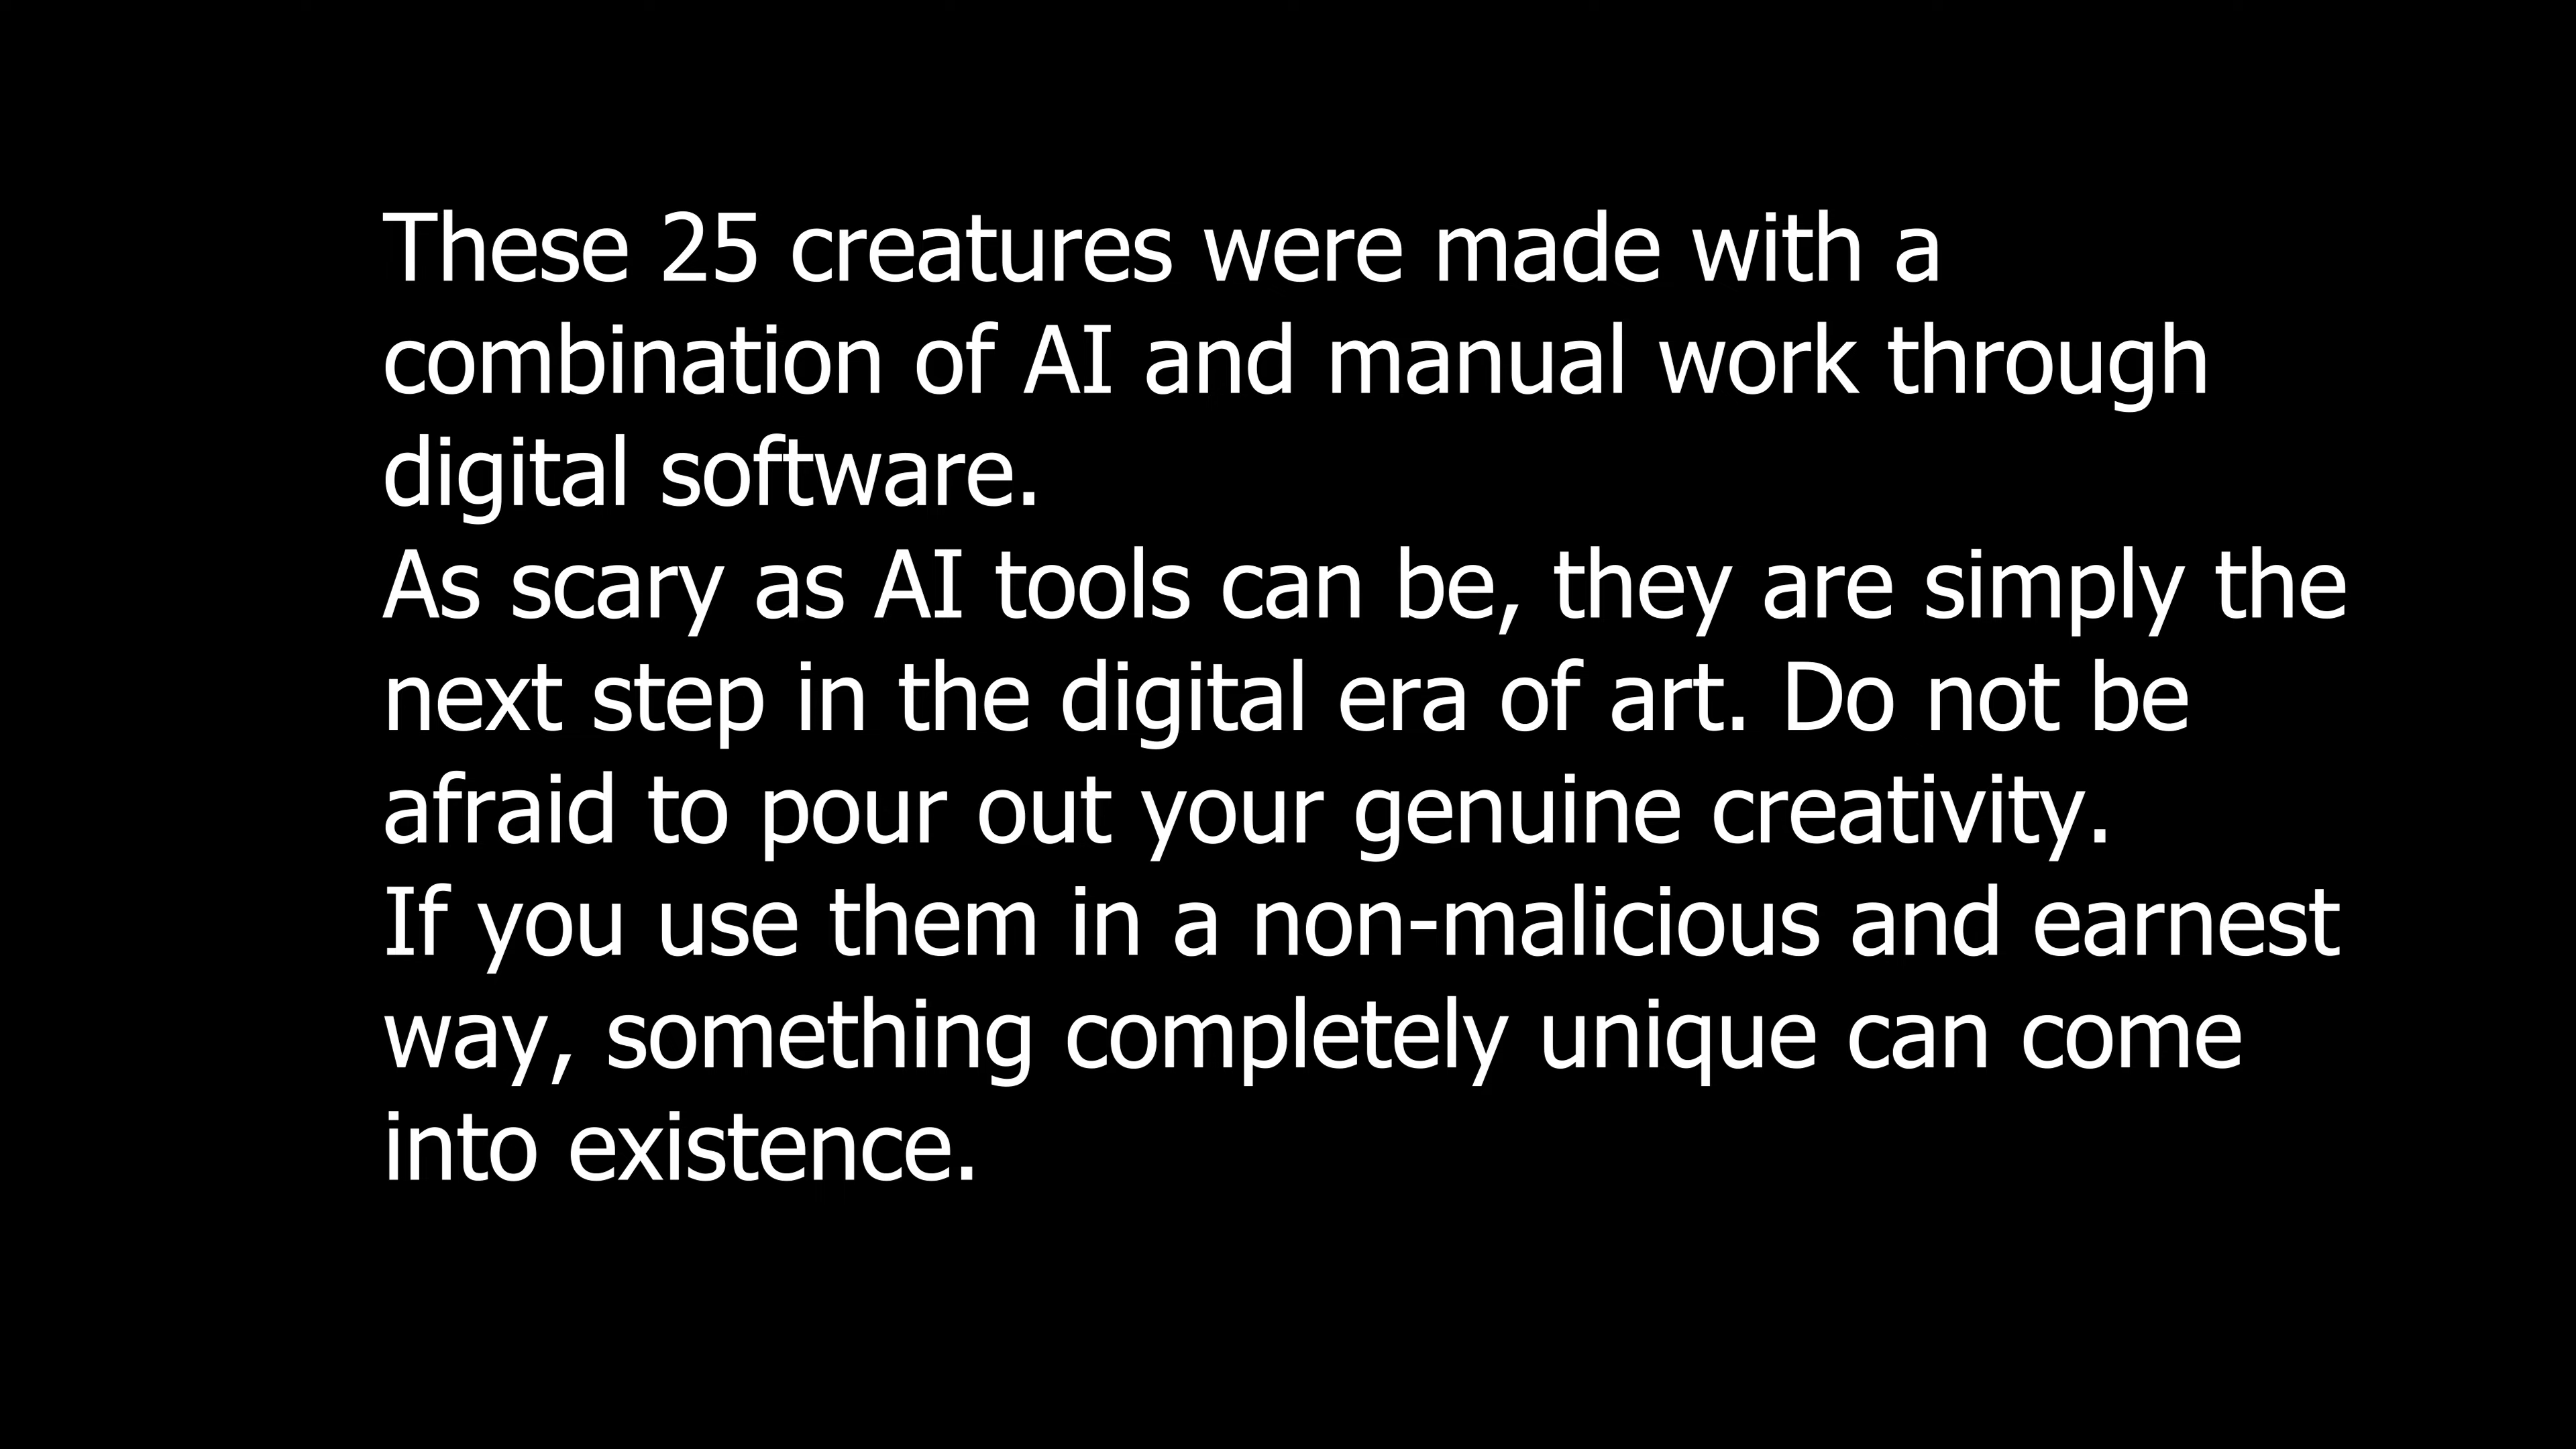 These 25 creatures were made with a
combination of AI and manual work through
digital software.
As scary as AI tools can be, they are simply the
next step in the digital era of art. Do not be
afraid to pour out your genuine creativity.
If you use them in a non-malicious and earnest
way, something completely unique can come
into existence.